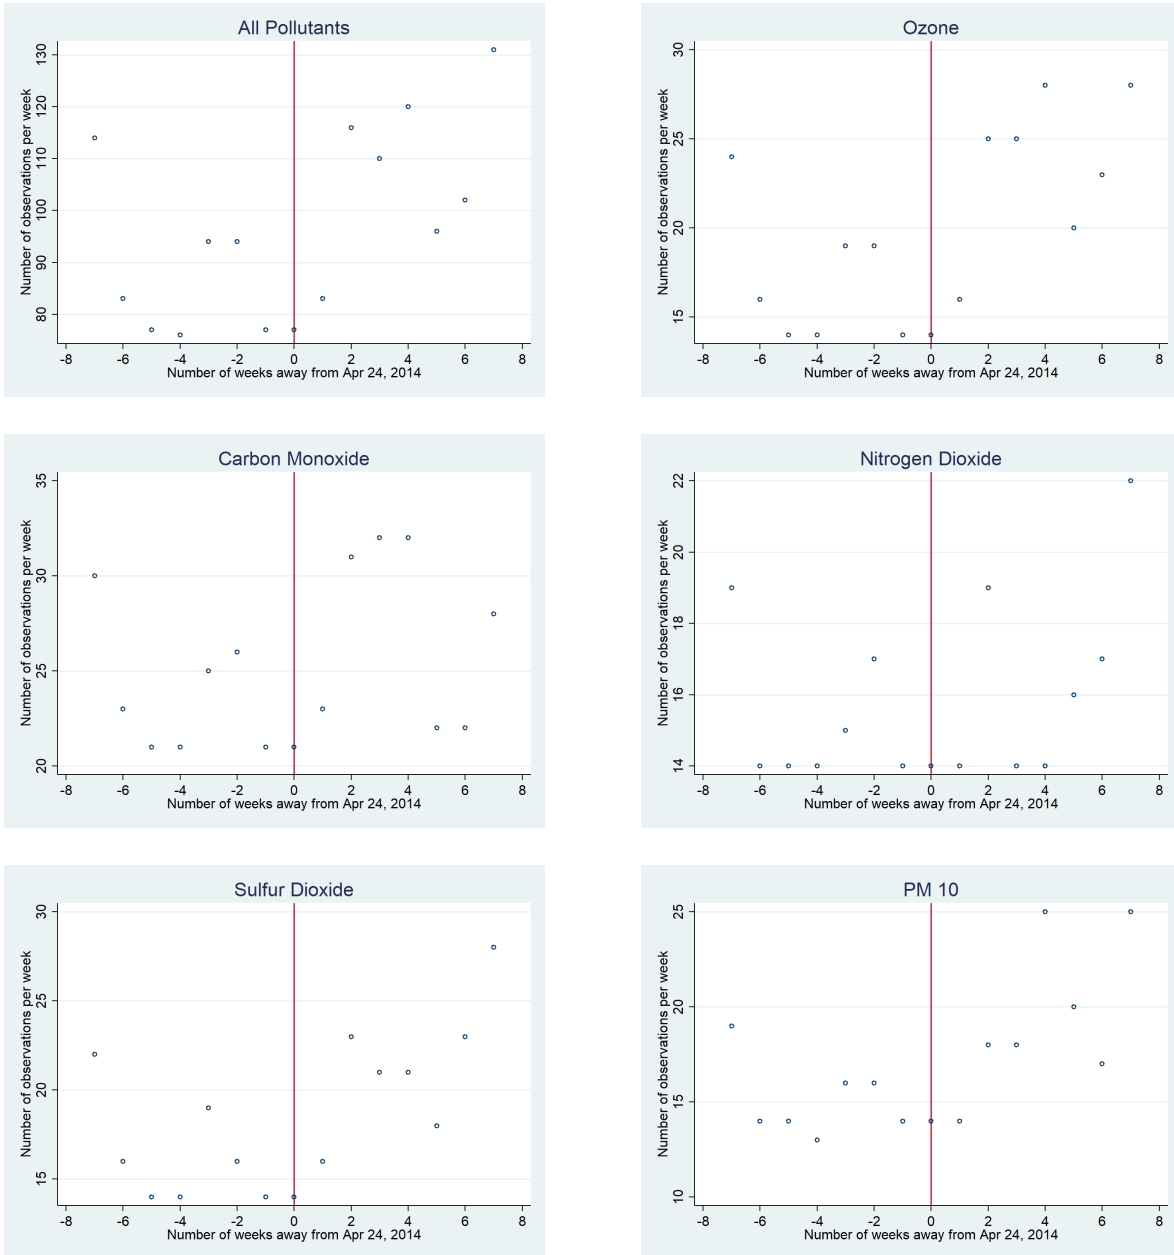 All Pollutants
Number of observations per week
130
120
110
100
90
80
-8 -6 -4 -2 0 2 4 6 8
Number of weeks away from Apr 24, 2014
Ozone
Number of observations per week
30
25
20
15
-8 -6 -4 -2 0 2 4 6 8
Number of weeks away from Apr 24, 2014
Carbon Monoxide
Number of observations per week
35
30
25
20
-8 -6 -4 -2 0 2 4 6 8
Number of weeks away from Apr 24, 2014
Nitrogen Dioxide
Number of observations per week
22
20
18
16
14
-8 -6 -4 -2 0 2 4 6 8
Number of weeks away from Apr 24, 2014
Sulfur Dioxide
Number of observations per week
30
25
20
15
-8 -6 -4 -2 0 2 4 6 8
Number of weeks away from Apr 24, 2014
PM 10
Number of observations per week
25
20
15
10
-8 -6 -4 -2 0 2 4 6 8
Number of weeks away from Apr 24, 2014